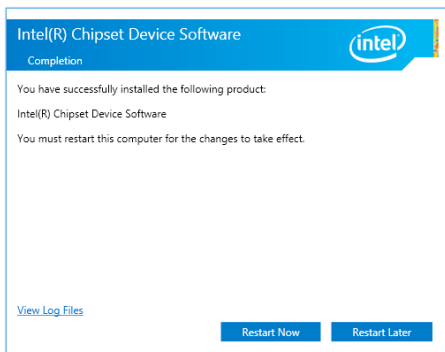 Intel(R) Chipset Device Software
intel
Completion
You have successfully installed the following product:
Intel(R) Chipset Device Software
You must restart this computer for the changes to take effect.
View Log Files
Restart Now
Restart Later